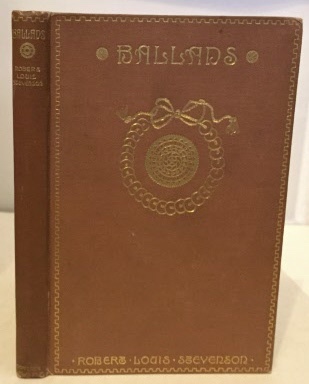 BALLADS
ROBERT
LOUIS
STEVENSON
BALLADS
ROBERT · LOUIS · STEVENSON